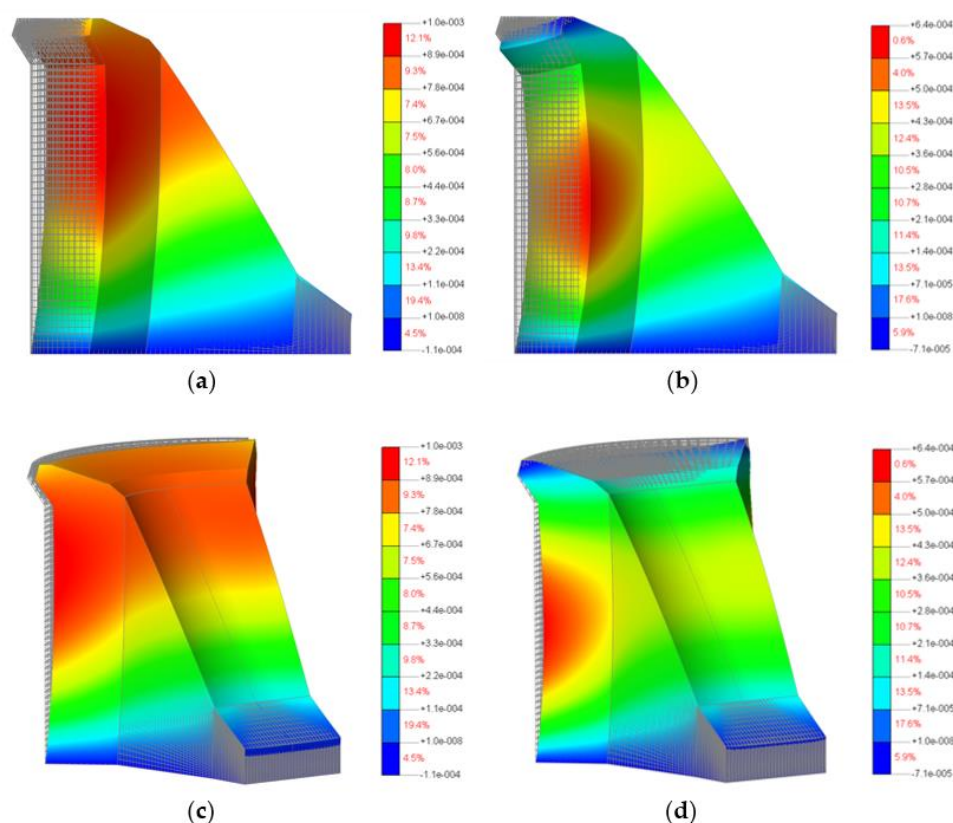 +1.0e-003
12.1%
+8.9e-004
9.3%
+7.8e-004
7.4%
+6.7e-004
7.5%
+5.6e-004
8.0%
+4.4e-004
8.7%
+3.3e-004
9.8%
+2.2e-004
13.4%
+1.1e-004
19.4%
+1.0e-008
4.5%
-1.1e-004
(a)
+6.4e-004
0.6%
+5.7e-004
4.0%
+5.0e-004
13.5%
+4.3e-004
12.4%
+3.6e-004
10.5%
+2.8e-004
10.7%
+2.1e-004
11.4%
+1.4e-004
13.5%
+7.1e-005
17.6%
+1.0e-008
5.9%
-7.1e-005
(b)
+1.0e-003
12.1%
+8.9e-004
9.3%
+7.8e-004
7.4%
+6.7e-004
7.5%
+5.6e-004
8.0%
+4.4e-004
8.7%
+3.3e-004
9.8%
+2.2e-004
13.4%
+1.1e-004
19.4%
+1.0e-008
4.5%
-1.1e-004
(c)
+6.4e-004
0.6%
+5.7e-004
4.0%
+5.0e-004
13.5%
+4.3e-004
12.4%
+3.6e-004
10.5%
+2.8e-004
10.7%
+2.1e-004
11.4%
+1.4e-004
13.5%
+7.1e-005
17.6%
+1.0e-008
5.9%
-7.1e-005
(d)